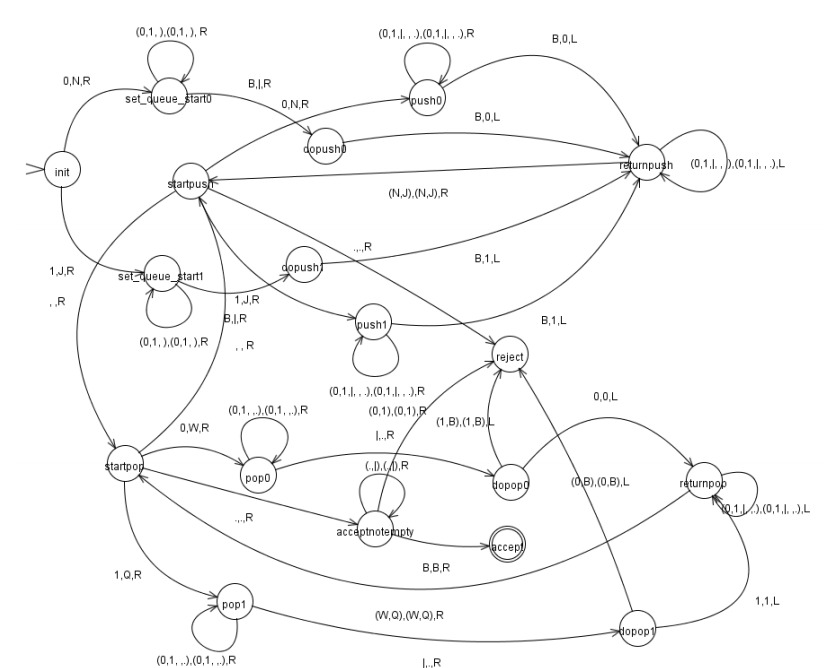 (0,1, ),(0,1, ), R
(0,1,|, , .),(0,1,|, , .),R
B,0,L
0,N,R
B,|,R
set_queue_start0
0,N,R
push0
B,0,L
dopush0
init
startpush
returnpush
(0,1,|, , .),(0,1,|, , .),L
(N,J),(N,J),R
.,.,R
1,J,R
set_queue_start1
dopush1
B,1,L
, ,R
1,J,R
B,|,R
push1
B,1,L
(0,1, ),(0,1, ),R
, , R
reject
(0,1,|, , .),(0,1,|, , .),R
0,0,L
(0,1, ,.),(0,1, ,.),R
(0,1),(0,1),R
(1,B),(1,B),L
0,W,R
|,.,R
startpop
pop0
(.,|),(.,|),R
dopop0
(0,B),(0,B),L
returnpop
(0,1,| ,.),(0,1,| ,.),L
.,.,R
acceptnotempty
accept
B,B,R
1,Q,R
pop1
(W,Q),(W,Q),R
1,1,L
dopop1
(0,1, ,.),(0,1, ,.),R
|,.,R